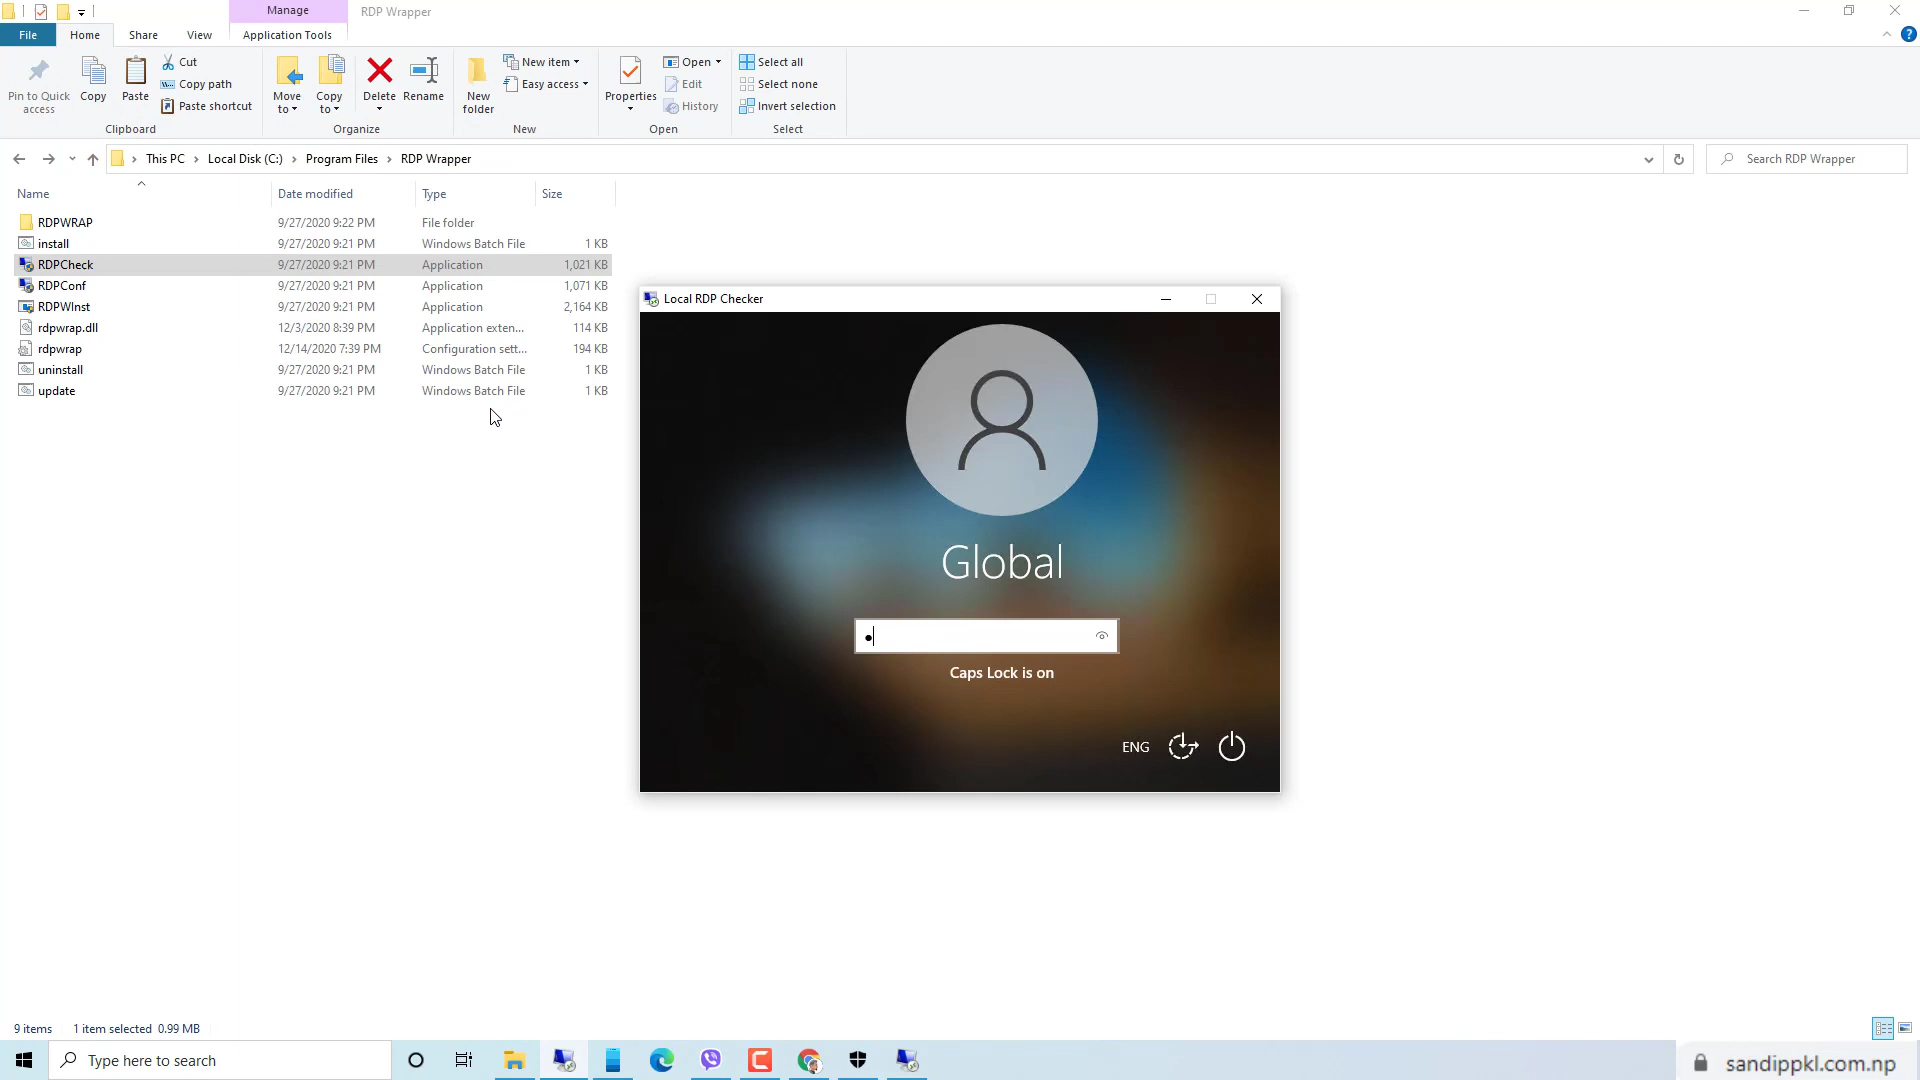 Manage
RDP Wrapper
File
Home
Share
View
Application Tools
Pin to Quick access
Copy
Paste
Cut
Copy path
Paste shortcut
Clipboard
Move to
Copy to
Delete
Rename
Organize
New folder
New item
Easy access
New
Properties
Open
Edit
History
Open
Select all
Select none
Invert selection
Select
This PC
Local Disk (C:)
Program Files
RDP Wrapper
Search RDP Wrapper
Name Date modified Type Size
RDPWRAP 9/27/2020 9:22 PM File folder
install 9/27/2020 9:21 PM Windows Batch File 1 KB
RDPCheck 9/27/2020 9:21 PM Application 1,021 KB
RDPConf 9/27/2020 9:21 PM Application 1,071 KB
RDPWInst 9/27/2020 9:21 PM Application 2,164 KB
rdpwrap.dll 12/3/2020 8:39 PM Application exten... 114 KB
rdpwrap 12/14/2020 7:39 PM Configuration sett... 194 KB
uninstall 9/27/2020 9:21 PM Windows Batch File 1 KB
update 9/27/2020 9:21 PM Windows Batch File 1 KB
Local RDP Checker
Global
Caps Lock is on
ENG
9 items 1 item selected 0.99 MB
Type here to search
sandippkl.com.np